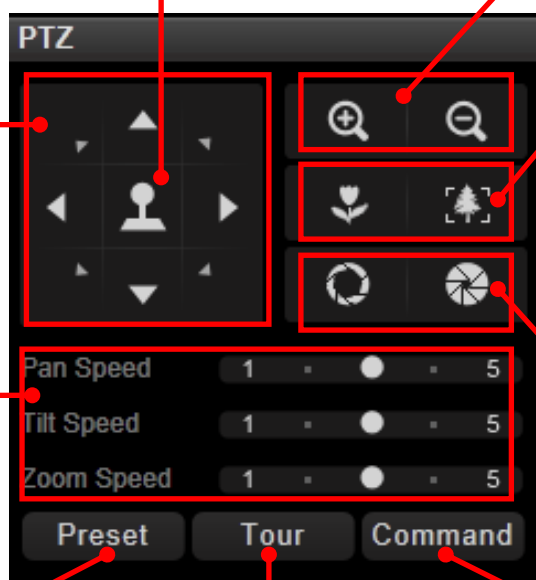 PTZ
Pan Speed 1 5
Tilt Speed 1 5
Zoom Speed 1 5
Preset Tour Command